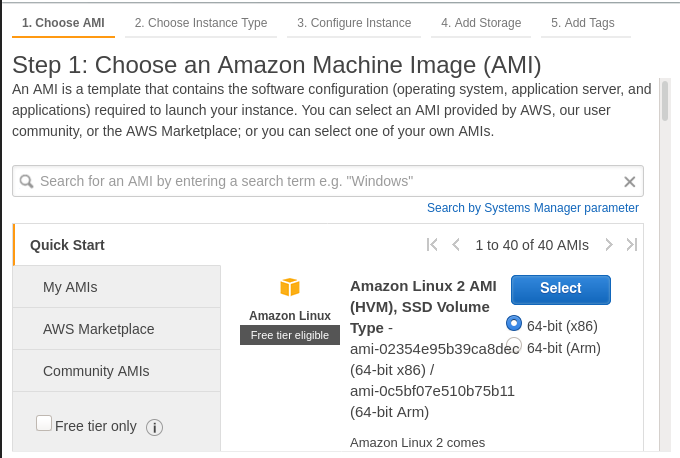 1. Choose AMI 2. Choose Instance Type 3. Configure Instance 4. Add Storage 5. Add Tags
Step 1: Choose an Amazon Machine Image (AMI)
An AMI is a template that contains the software configuration (operating system, application server, and
applications) required to launch your instance. You can select an AMI provided by AWS, our user
community, or the AWS Marketplace; or you can select one of your own AMIs.
Search for an AMI by entering a search term e.g. "Windows"
Search by Systems Manager parameter
Quick Start
1 to 40 of 40 AMIs
My AMIs
AWS Marketplace
Community AMIs
Free tier only
Amazon Linux
Free tier eligible
Amazon Linux 2 AMI
(HVM), SSD Volume
Type -
ami-02354e95b39ca8dec
(64-bit x86) /
ami-0c5bf07e510b75b11
(64-bit Arm)
Amazon Linux 2 comes
Select
64-bit (x86)
64-bit (Arm)